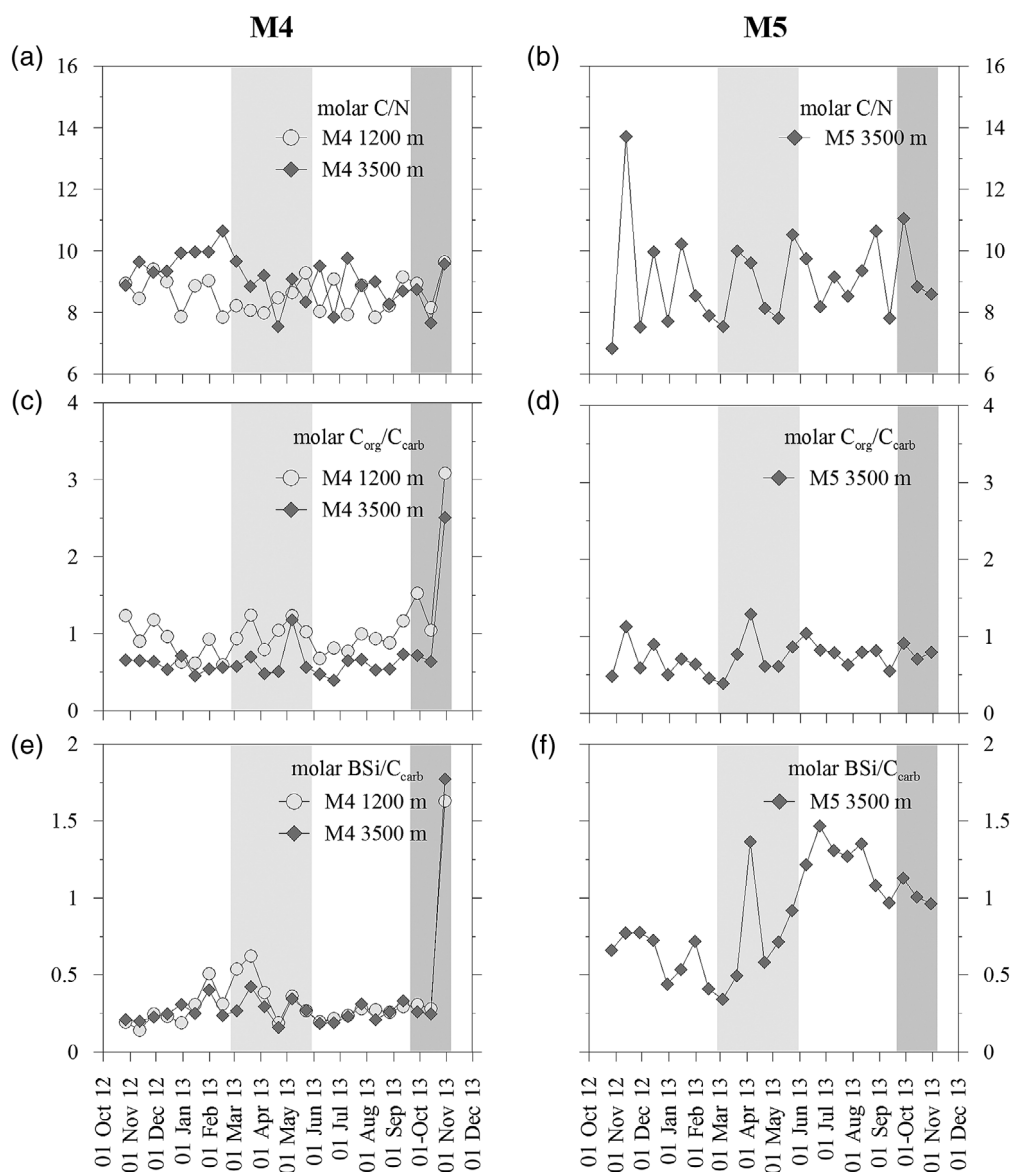 M4
M5
(a)
16
14
12
10
8
6
molar C/N
M4 1200 m
M4 3500 m
(b)
16
14
12
10
8
6
molar C/N
M5 3500 m
(c)
4
3
2
1
0
molar Corg/Ccarb
M4 1200 m
M4 3500 m
(d)
4
3
2
1
0
molar Corg/Ccarb
M5 3500 m
(e)
2
1.5
1
0.5
0
molar BSi/Ccarb
M4 1200 m
M4 3500 m
(f)
2
1.5
1
0.5
0
molar BSi/Ccarb
M5 3500 m
01 Oct 12
01 Nov 12
01 Dec 12
01 Jan 13
01 Feb 13
01 Mar 13
01 Apr 13
01 May 13
01 Jun 13
01 Jul 13
01 Aug 13
01 Sep 13
01-Oct 13
01 Nov 13
01 Dec 13
01 Oct 12
01 Nov 12
01 Dec 12
01 Jan 13
01 Feb 13
01 Mar 13
01 Apr 13
01 May 13
01 Jun 13
01 Jul 13
01 Aug 13
01 Sep 13
01-Oct 13
01 Nov 13
01 Dec 13